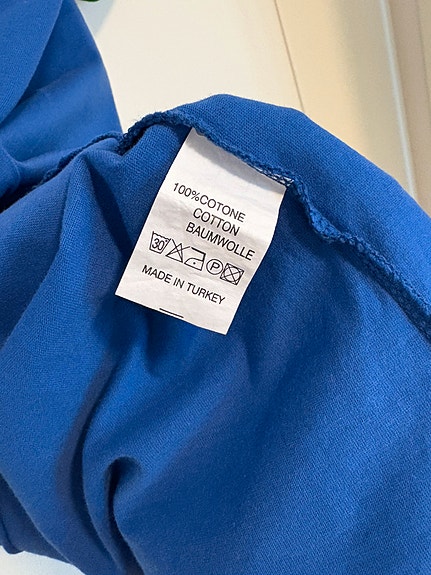 100%COTONE
COTTON
BAUMWOLLE
30° P
MADE IN TURKEY